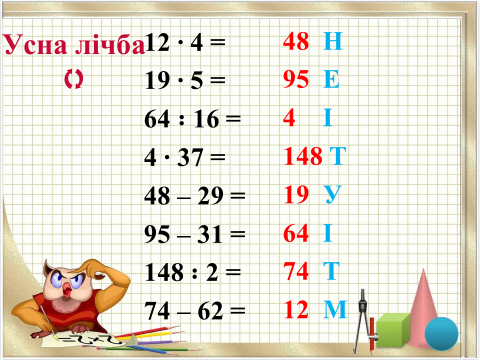 Усна лічба
12 · 4 = 48 Н
19 · 5 = 95 Е
64 : 16 = 4 І
4 · 37 = 148 Т
48 – 29 = 19 У
95 – 31 = 64 І
148 : 2 = 74 Т
74 – 62 = 12 М